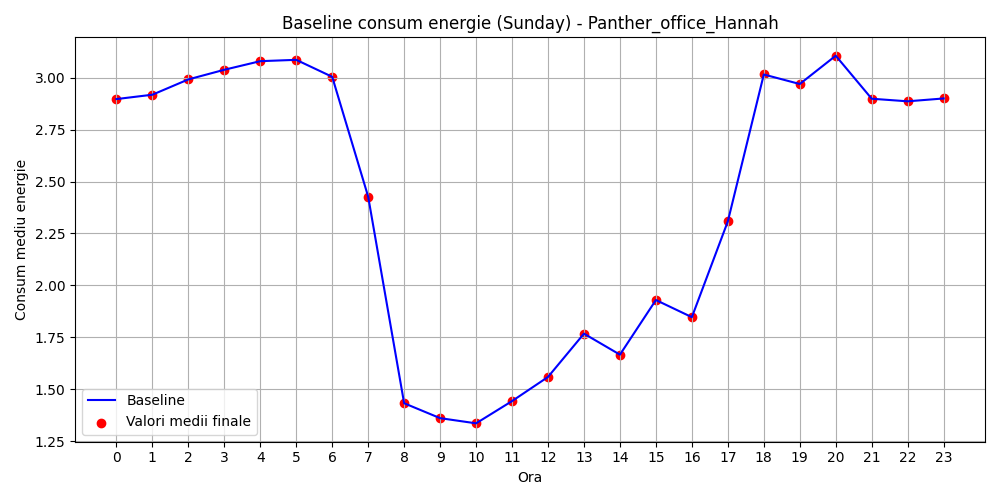 Baseline consum energie (Sunday) - Panther_office_Hannah
Consum mediu energie
3.00
2.75
2.50
2.25
2.00
1.75
1.50
1.25
Baseline
Valori medii finale
0 1 2 3 4 5 6 7 8 9 10 11 12 13 14 15 16 17 18 19 20 21 22 23
Ora